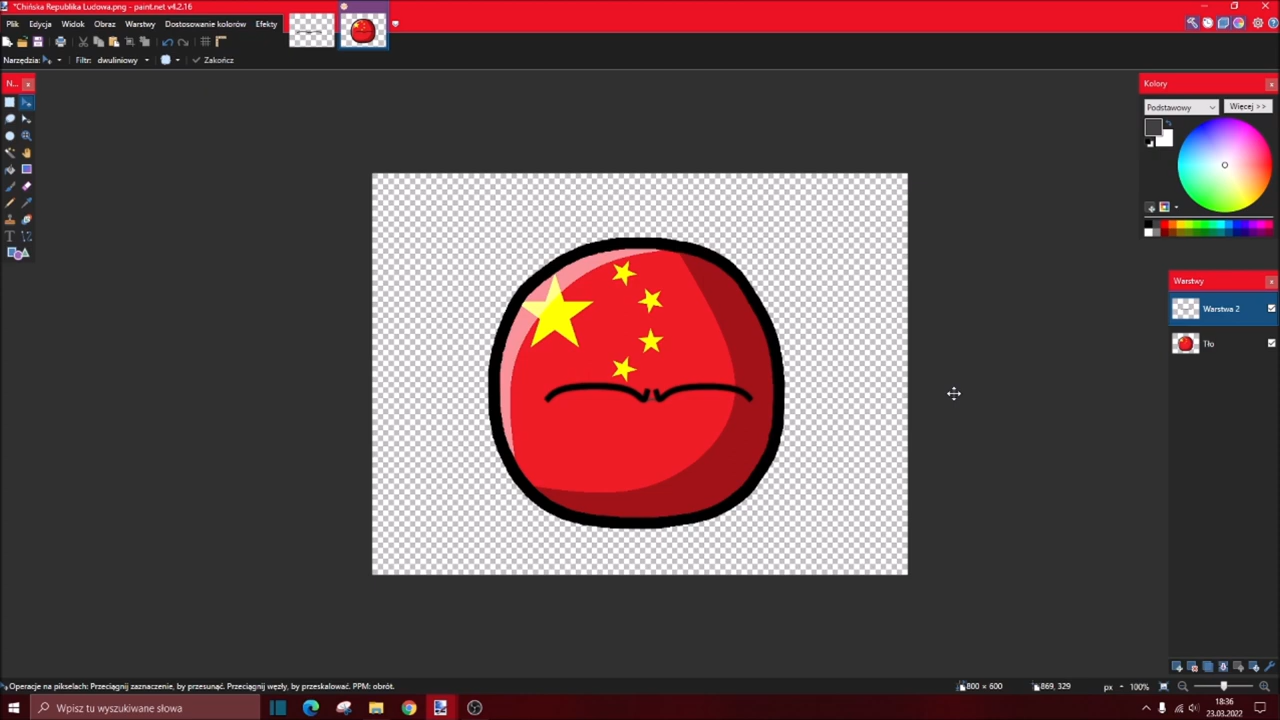 *Chińska Republika Ludowa.png - paint.net v4.2.16
Plik Edycja Widok Obraz Warstwy Dostosowanie kolorów Efekty
Narzędzia: Filtr: dwuliniowy Zakończ
N...
Kolory
Podstawowy Więcej >>
Warstwy
Warstwa 2
Tło
Operacje na pikselach: Przeciągnij zaznaczenie, by przesunąć. Przeciągnij węzły, by przeskalować. PPM: obrót.
800 × 600 869, 329 px 100%
Wpisz tu wyszukiwane słowa
18:36
23.03.2022